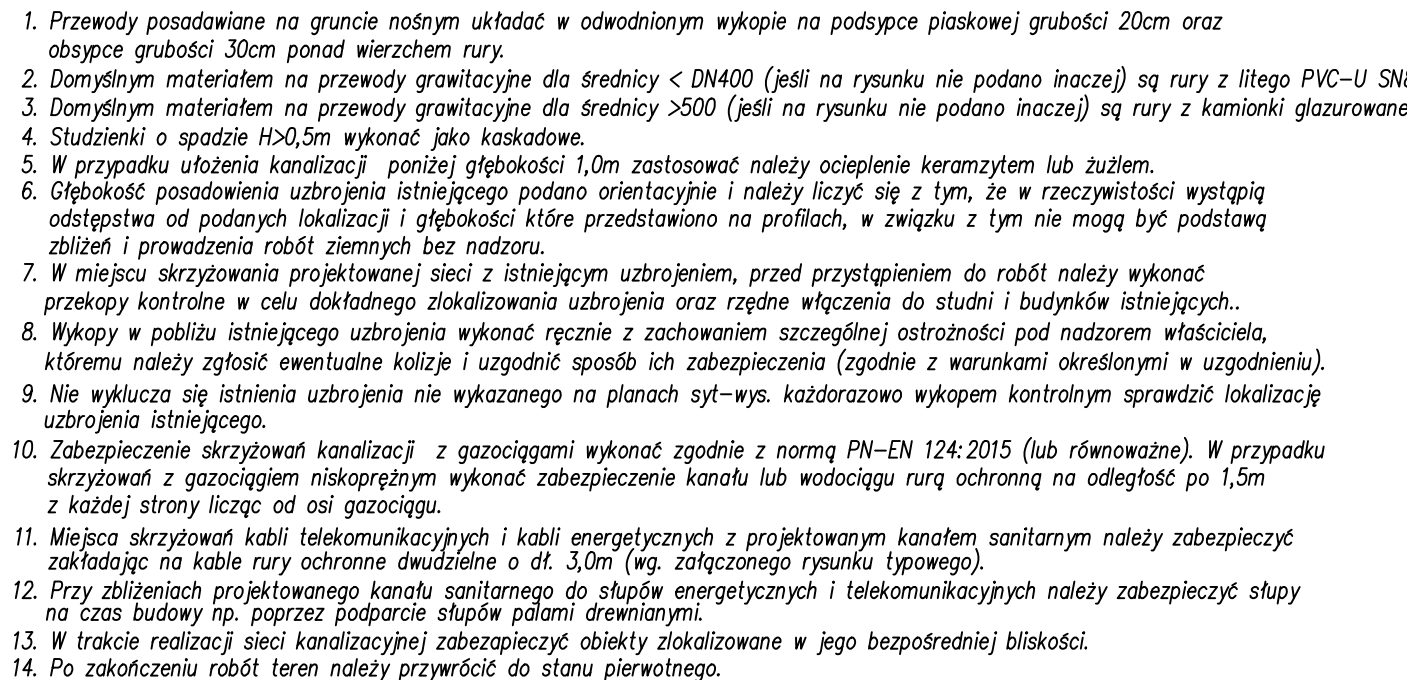 1. Przewody posadawiane na gruncie nośnym układać w odwodnionym wykopie na podsypce piaskowej grubości 20cm oraz
obsypce grubości 30cm ponad wierzchem rury.
2. Domyślnym materiałem na przewody grawitacyjne dla średnicy < DN400 (jeśli na rysunku nie podano inaczej) są rury z litego PVC-U SN8
3. Domyślnym materiałem na przewody grawitacyjne dla średnicy >500 (jeśli na rysunku nie podano inaczej) są rury z kamionki glazurowane
4. Studzienki o spadzie H>0,5m wykonać jako kaskadowe.
5. W przypadku ułożenia kanalizacji poniżej głębokości 1,0m zastosować należy ocieplenie keramzytem lub żużlem.
6. Głębokość posadowienia uzbrojenia istniejącego podano orientacyjnie i należy liczyć się z tym, że w rzeczywistości wystąpią
odstępstwa od podanych lokalizacji i głębokości które przedstawiono na profilach, w związku z tym nie mogą być podstawą
zbliżeń i prowadzenia robót ziemnych bez nadzoru.
7. W miejscu skrzyżowania projektowanej sieci z istniejącym uzbrojeniem, przed przystąpieniem do robót należy wykonać
przekopy kontrolne w celu dokładnego zlokalizowania uzbrojenia oraz rzędne włączenia do studni i budynków istniejących..
8. Wykopy w pobliżu istniejącego uzbrojenia wykonać ręcznie z zachowaniem szczególnej ostrożności pod nadzorem właściciela,
któremu należy zgłosić ewentualne kolizje i uzgodnić sposób ich zabezpieczenia (zgodnie z warunkami określonymi w uzgodnieniu).
9. Nie wyklucza się istnienia uzbrojenia nie wykazanego na planach syt-wys. każdorazowo wykopem kontrolnym sprawdzić lokalizację
uzbrojenia istniejącego.
10. Zabezpieczenie skrzyżowań kanalizacji z gazociągami wykonać zgodnie z normą PN-EN 124:2015 (lub równoważne). W przypadku
skrzyżowań z gazociągiem niskoprężnym wykonać zabezpieczenie kanału lub wodociągu rurą ochronną na odległość po 1,5m
z każdej strony licząc od osi gazociągu.
11. Miejsca skrzyżowań kabli telekomunikacyjnych i kabli energetycznych z projektowanym kanałem sanitarnym należy zabezpieczyć
zakładając na kable rury ochronne dwudzielne o dł. 3,0m (wg. załączonego rysunku typowego).
12. Przy zbliżeniach projektowanego kanału sanitarnego do słupów energetycznych i telekomunikacyjnych należy zabezpieczyć słupy
na czas budowy np. poprzez podparcie słupów palami drewnianymi.
13. W trakcie realizacji sieci kanalizacyjnej zabezapieczyć obiekty zlokalizowane w jego bezpośredniej bliskości.
14. Po zakończeniu robót teren należy przywrócić do stanu pierwotnego.